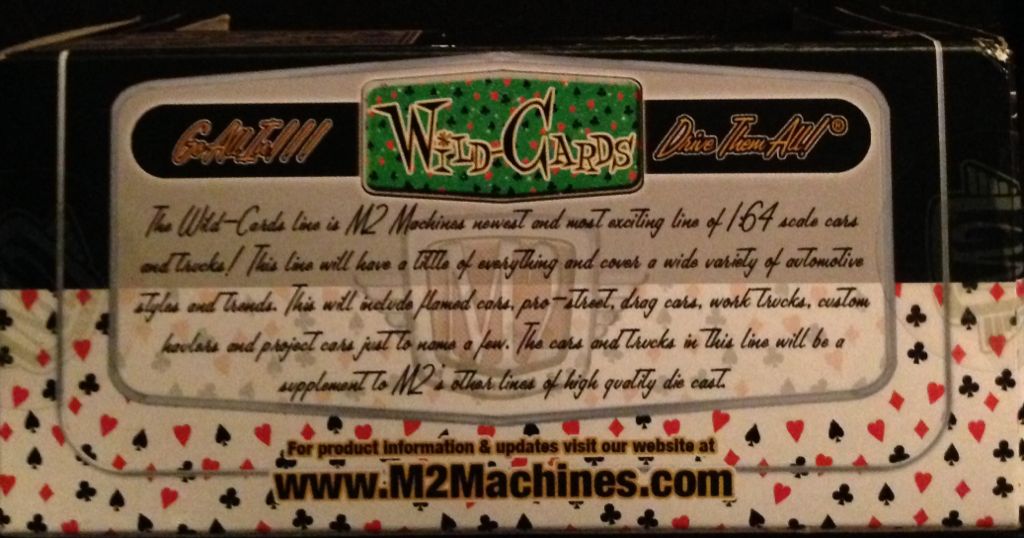 Go All In!!!
WILD-CARDS
Drive Them All!®
The Wild-Cards line is M2 Machines newest and most exciting line of 1:64 scale cars
and trucks! This line will have a little of everything and cover a wide variety of automotive
styles and trends. This will include flamed cars, pro-street, drag cars, work trucks, custom
haulers and project cars just to name a few. The cars and trucks in this line will be a
supplement to M2's other lines of high quality die cast.
For product information & updates visit our website at
www.M2Machines.com